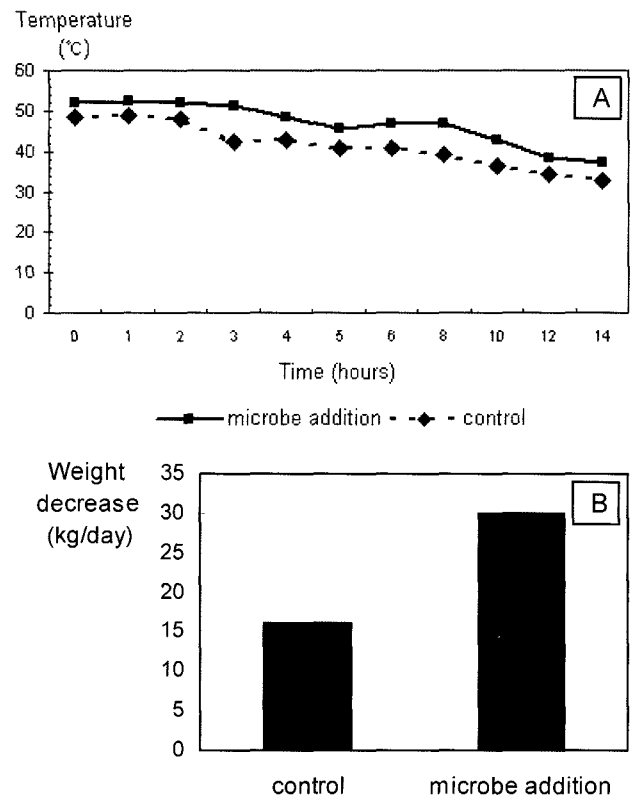 Temperature
(℃)
A
60
50
40
30
20
10
0
0 1 2 3 4 5 6 8 10 12 14
Time (hours)
microbe addition control
Weight
decrease
(kg/day)
B
35
30
25
20
15
10
5
0
control microbe addition